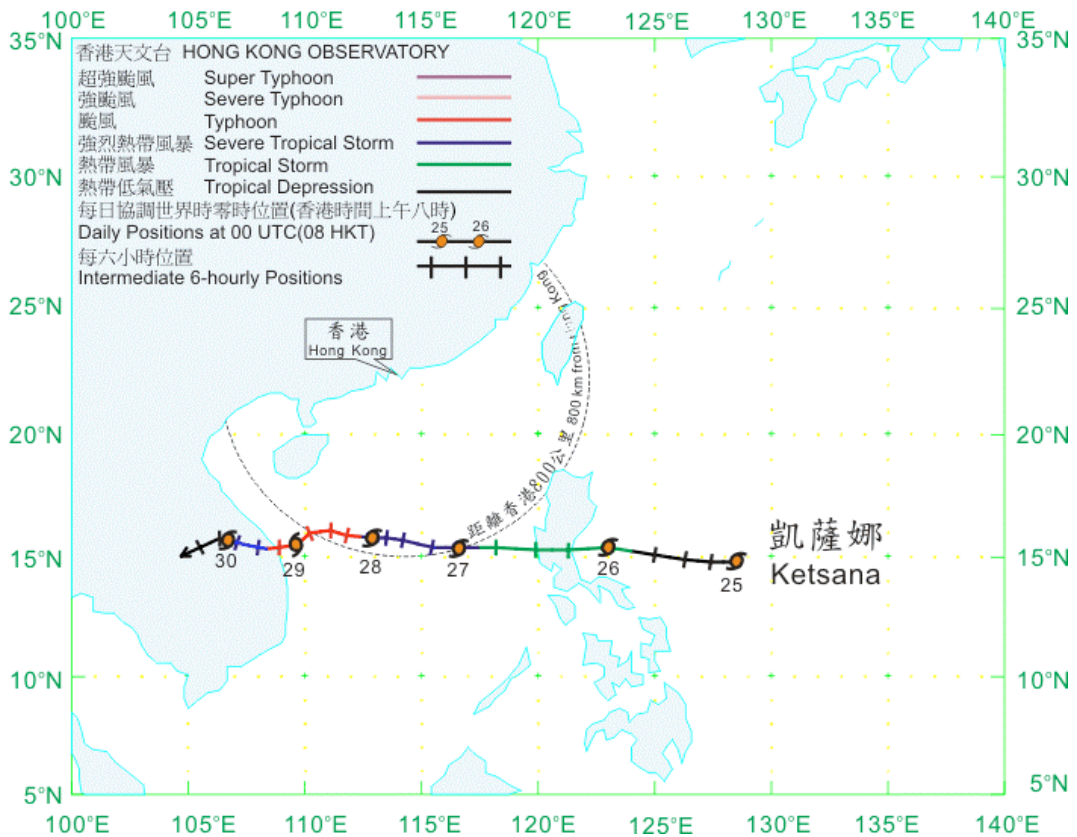 100°E 105°E 110°E 115°E 120°E 125°E 130°E 135°E 140°E
35°N 35°N
香港天文台 HONG KONG OBSERVATORY
超強颱風 Super Typhoon
強颱風 Severe Typhoon
颱風 Typhoon
強烈熱帶風暴 Severe Tropical Storm
熱帶風暴 Tropical Storm
熱帶低氣壓 Tropical Depression
30°N 30°N
每日協調世界時零時位置(香港時間上午八時)
Daily Positions at 00 UTC(08 HKT) 25 26
每六小時位置
Intermediate 6-hourly Positions
25°N 25°N
香港
Hong Kong
距離香港800公里 800 km from Hong Kong
20°N 20°N
凱薩娜
Ketsana
15°N 15°N
30 29 28 27 26 25
10°N 10°N
5°N 5°N
100°E 105°E 110°E 115°E 120°E 125°E 130°E 135°E 140°E